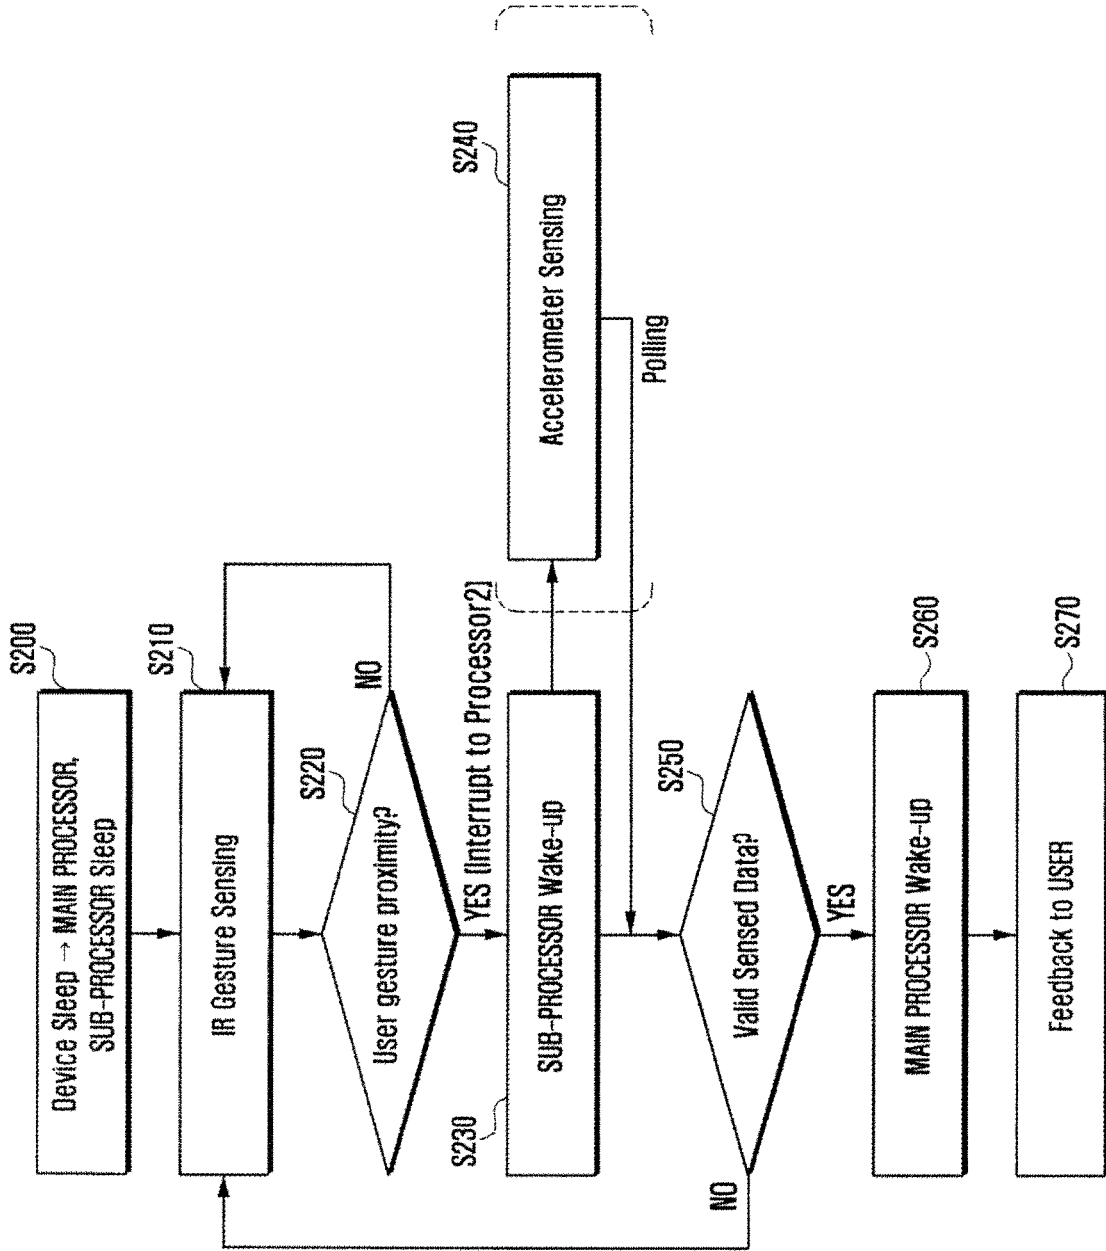 S200
Device Sleep → MAIN PROCESSOR,
SUB-PROCESSOR Sleep
S210
IR Gesture Sensing
S220
User gesture proximity?
NO
YES (Interrupt to Processor2)
S230
SUB-PROCESSOR Wake-up
S240
Accelerometer Sensing
Polling
S250
Valid Sensed Data?
NO
YES
S260
MAIN PROCESSOR Wake-up
S270
Feedback to USER